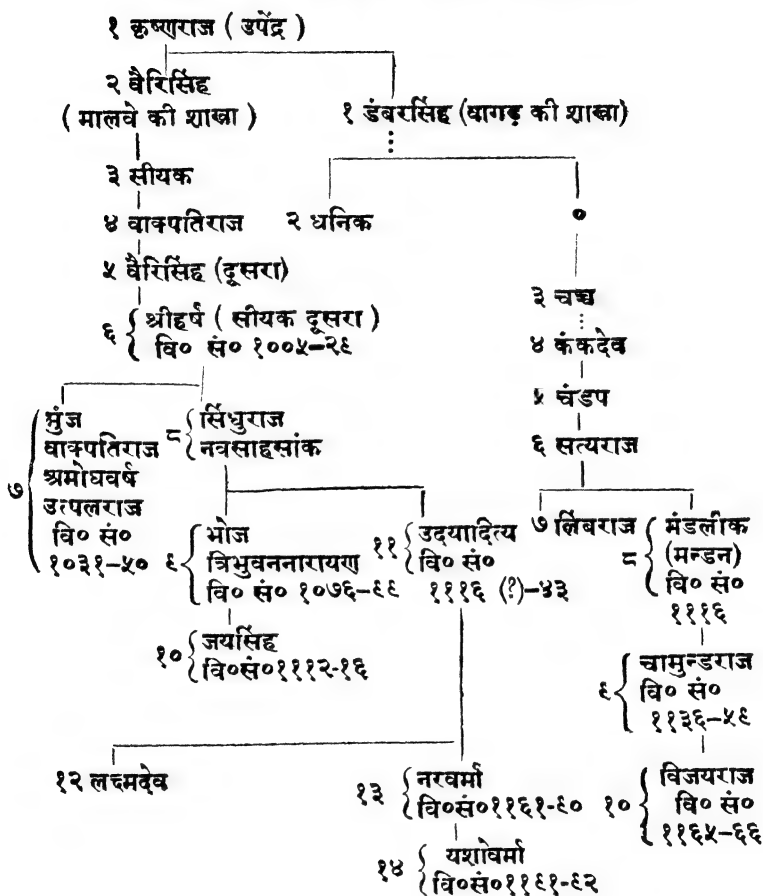 १ कृष्णराज ( उपेंद्र )
२ वैरिसिंह
( मालवे की शाखा )
१ डंबरसिंह (वागड़ की शाखा)
३ सीयक
४ वाक्पतिराज
२ धनिक
०
५ वैरिसिंह (दूसरा)
३ चच्च
६ श्रीहर्ष ( सीयक दूसरा )
वि० सं० १००५–२९
४ कंकदेव
५ चंडप
६ सत्यराज
७ मुंज
वाक्पतिराज
अमोघवर्ष
उत्पलराज
वि० सं०
१०३१–५०
८ सिंधुराज
नवसाहसांक
९ भोज
त्रिभुवननारायण
वि० सं० १०७६–९९
११ उदयादित्य
वि० सं०
१११६ (?)–४३
७ लिंबराज
८ मंडलीक
(मन्डन)
वि० सं०
१११६
१० जयसिंह
वि०सं०१११२-१६
९ चामुन्डराज
वि० सं०
११३६–५९
१२ लक्ष्मदेव
१३ नरवर्मा
वि०सं०११६१-९०
१० विजयराज
वि० सं०
११६५–६६
१४ यशोवर्मा
वि०सं०११९१-९२